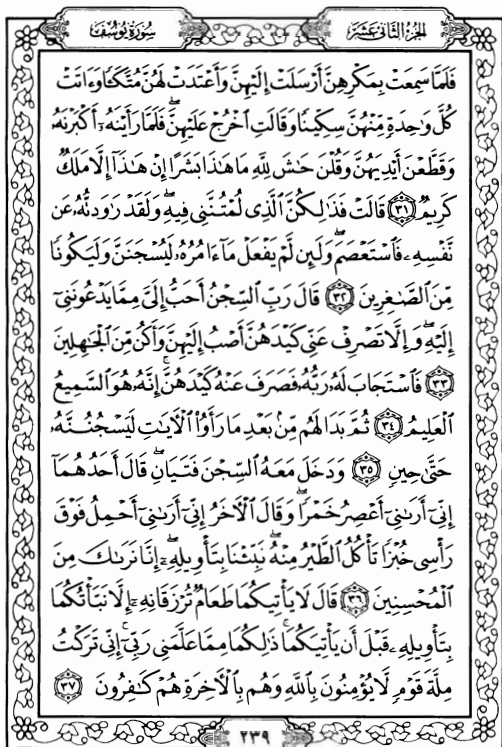 الجزء الثاني عشر
سورة يوسف
فَلَمَّا سَمِعَتْ بِمَكْرِهِنَّ أَرْسَلَتْ إِلَيْهِنَّ وَأَعْتَدَتْ لَهُنَّ مُتَّكَـًٔا وَءَاتَتْ
كُلَّ وَٰحِدَةٍ مِّنْهُنَّ سِكِّينًا وَقَالَتِ ٱخْرُجْ عَلَيْهِنَّ ۖ فَلَمَّا رَأَيْنَهُۥٓ أَكْبَرْنَهُۥ
وَقَطَّعْنَ أَيْدِيَهُنَّ وَقُلْنَ حَٰشَ لِلَّهِ مَا هَٰذَا بَشَرًا إِنْ هَٰذَآ إِلَّا مَلَكٌ
كَرِيمٌ ٣١ قَالَتْ فَذَٰلِكُنَّ ٱلَّذِى لُمْتُنَّنِى فِيهِ ۖ وَلَقَدْ رَٰوَدتُّهُۥ عَن
نَّفْسِهِۦ فَٱسْتَعْصَمَ ۖ وَلَئِن لَّمْ يَفْعَلْ مَآ ءَامُرُهُۥ لَيُسْجَنَنَّ وَلَيَكُونًا
مِّنَ ٱلصَّٰغِرِينَ ٣٢ قَالَ رَبِّ ٱلسِّجْنُ أَحَبُّ إِلَىَّ مِمَّا يَدْعُونَنِىٓ
إِلَيْهِ ۖ وَإِلَّا تَصْرِفْ عَنِّى كَيْدَهُنَّ أَصْبُ إِلَيْهِنَّ وَأَكُن مِّنَ ٱلْجَٰهِلِينَ
٣٣ فَٱسْتَجَابَ لَهُۥ رَبُّهُۥ فَصَرَفَ عَنْهُ كَيْدَهُنَّ ۚ إِنَّهُۥ هُوَ ٱلسَّمِيعُ
ٱلْعَلِيمُ ٣٤ ثُمَّ بَدَا لَهُم مِّنۢ بَعْدِ مَا رَأَوُا۟ ٱلْـَٔايَٰتِ لَيَسْجُنُنَّهُۥ
حَتَّىٰ حِينٍ ٣٥ وَدَخَلَ مَعَهُ ٱلسِّجْنَ فَتَيَانِ ۖ قَالَ أَحَدُهُمَآ
إِنِّىٓ أَرَىٰنِىٓ أَعْصِرُ خَمْرًا ۖ وَقَالَ ٱلْـَٔاخَرُ إِنِّىٓ أَرَىٰنِىٓ أَحْمِلُ فَوْقَ
رَأْسِى خُبْزًا تَأْكُلُ ٱلطَّيْرُ مِنْهُ ۖ نَبِّئْنَا بِتَأْوِيلِهِۦٓ ۖ إِنَّا نَرَىٰكَ مِنَ
ٱلْمُحْسِنِينَ ٣٦ قَالَ لَا يَأْتِيكُمَا طَعَامٌ تُرْزَقَانِهِۦٓ إِلَّا نَبَّأْتُكُمَا
بِتَأْوِيلِهِۦ قَبْلَ أَن يَأْتِيَكُمَا ۚ ذَٰلِكُمَا مِمَّا عَلَّمَنِى رَبِّىٓ ۚ إِنِّى تَرَكْتُ
مِلَّةَ قَوْمٍ لَّا يُؤْمِنُونَ بِٱللَّهِ وَهُم بِٱلْـَٔاخِرَةِ هُمْ كَٰفِرُونَ ٣٧
٢٣٩